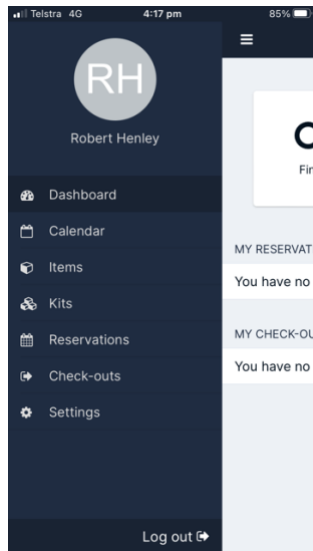 Telstra 4G 4:17 pm 85%
RH
Robert Henley
Dashboard
Calendar
Items
Kits
Reservations
Check-outs
Settings
Log out
Fin
MY RESERVAT
You have no
MY CHECK-OU
You have no